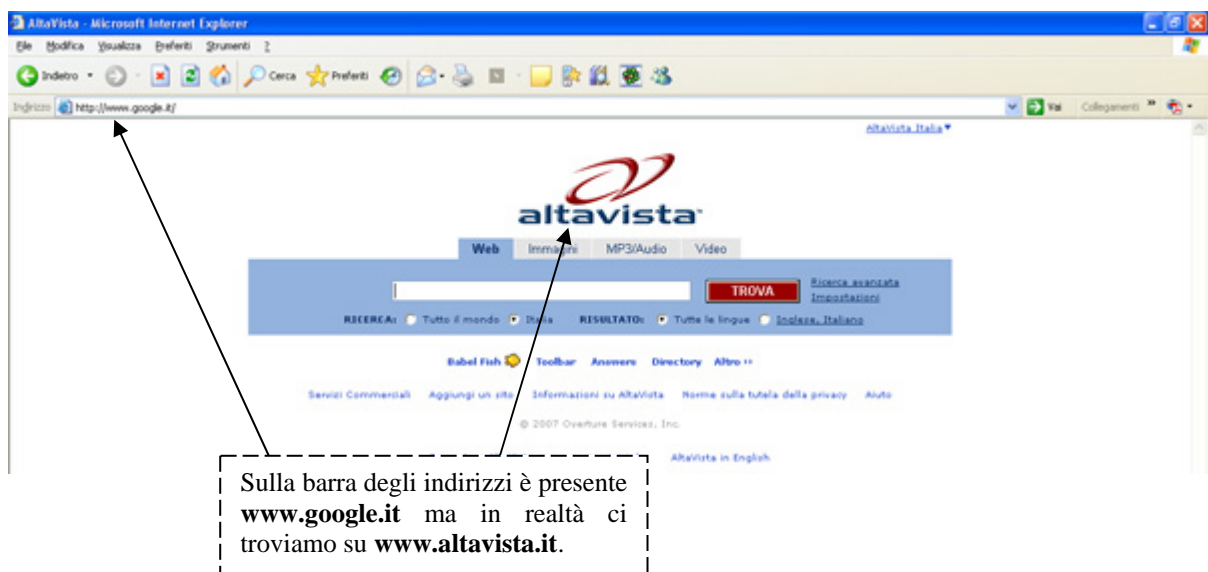 AltaVista - Microsoft Internet Explorer
File Modifica Visualizza Preferiti Strumenti ?
Indietro Cerca Preferiti
Indirizzo http://www.google.it/ Vai Collegamenti »
AltaVista Italia
altavista
Web Immagini MP3/Audio Video
TROVA Ricerca avanzata
Impostazioni
RICERCA: Tutto il mondo Italia RISULTATO: Tutte le lingue Inglese, Italiano
Babel Fish Toolbar Answers Directory Altro ››
Servizi Commerciali Aggiungi un sito Informazioni su AltaVista Norme sulla tutela della privacy Aiuto
© 2007 Overture Services, Inc.
AltaVista in English
Sulla barra degli indirizzi è presente
www.google.it ma in realtà ci
troviamo su www.altavista.it.